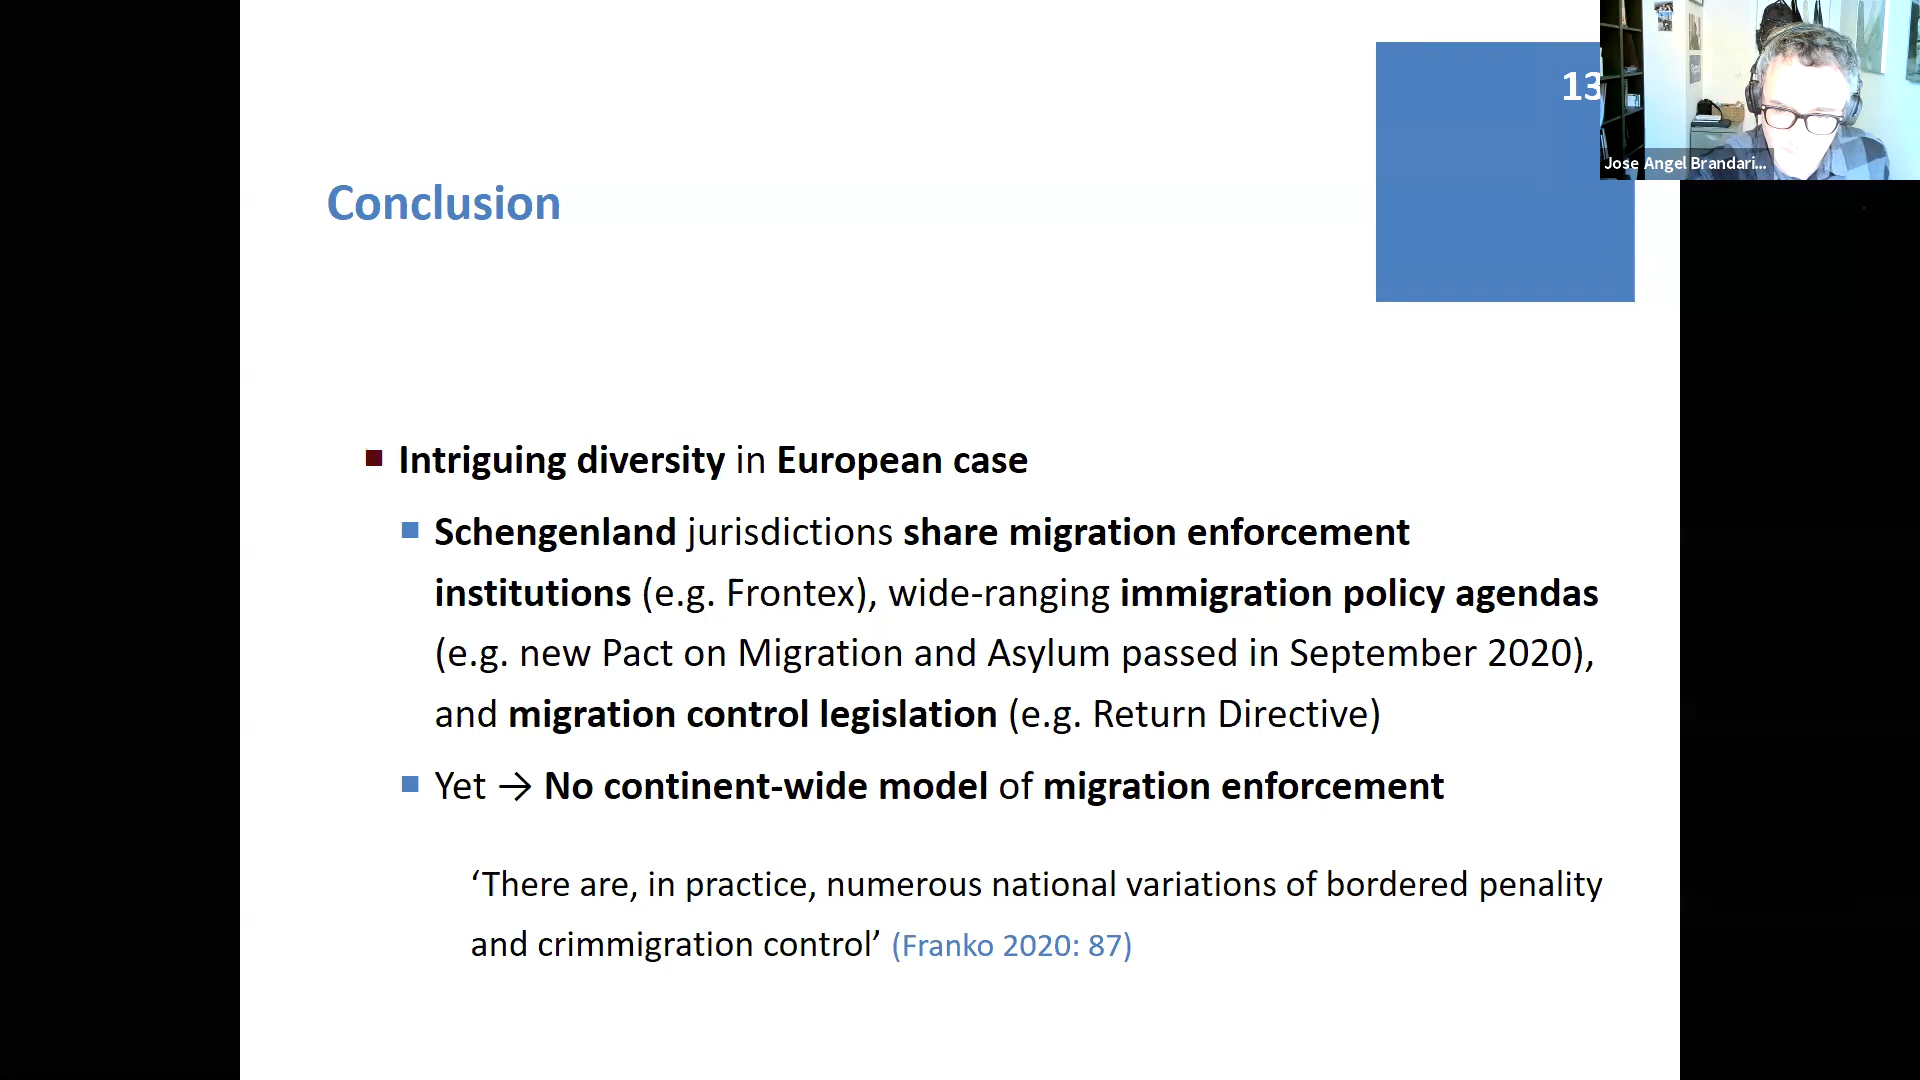 13
Jose Angel Brandari...
Conclusion
Intriguing diversity in European case
Schengenland jurisdictions share migration enforcement
institutions (e.g. Frontex), wide-ranging immigration policy agendas
(e.g. new Pact on Migration and Asylum passed in September 2020),
and migration control legislation (e.g. Return Directive)
Yet → No continent-wide model of migration enforcement
‘There are, in practice, numerous national variations of bordered penality
and crimmigration control’ (Franko 2020: 87)